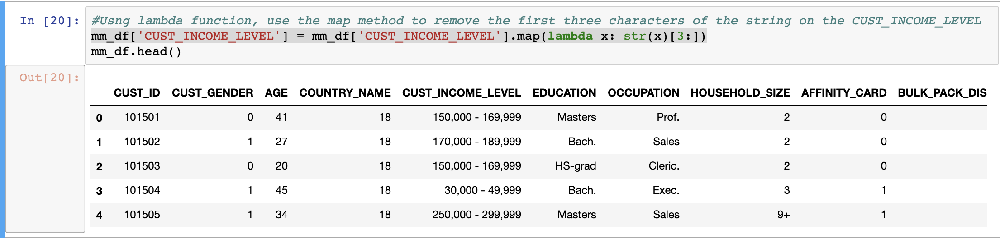 In [20]: #Usng lambda function, use the map method to remove the first three characters of the string on the CUST_INCOME_LEVEL
mm_df['CUST_INCOME_LEVEL'] = mm_df['CUST_INCOME_LEVEL'].map(lambda x: str(x)[3:])
mm_df.head()
Out[20]:
CUST_ID CUST_GENDER AGE COUNTRY_NAME CUST_INCOME_LEVEL EDUCATION OCCUPATION HOUSEHOLD_SIZE AFFINITY_CARD BULK_PACK_DIS
0 101501 0 41 18 150,000 - 169,999 Masters Prof. 2 0
1 101502 1 27 18 170,000 - 189,999 Bach. Sales 2 0
2 101503 0 20 18 150,000 - 169,999 HS-grad Cleric. 2 0
3 101504 1 45 18 30,000 - 49,999 Bach. Exec. 3 1
4 101505 1 34 18 250,000 - 299,999 Masters Sales 9+ 1